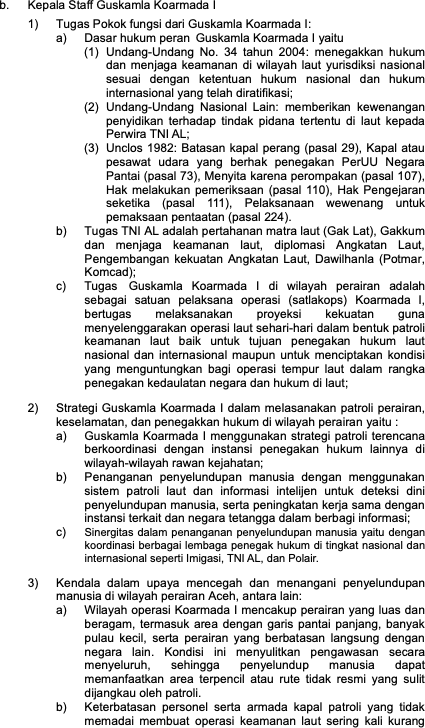 b. Kepala Staff Guskamla Koarmada I
1) Tugas Pokok fungsi dari Guskamla Koarmada I:
a) Dasar hukum peran Guskamla Koarmada I yaitu
(1) Undang-Undang No. 34 tahun 2004: menegakkan hukum
dan menjaga keamanan di wilayah laut yurisdiksi nasional
sesuai dengan ketentuan hukum nasional dan hukum
internasional yang telah diratifikasi;
(2) Undang-Undang Nasional Lain: memberikan kewenangan
penyidikan terhadap tindak pidana tertentu di laut kepada
Perwira TNI AL;
(3) Unclos 1982: Batasan kapal perang (pasal 29), Kapal atau
pesawat udara yang berhak penegakan PerUU Negara
Pantai (pasal 73), Menyita karena perompakan (pasal 107),
Hak melakukan pemeriksaan (pasal 110), Hak Pengejaran
seketika (pasal 111), Pelaksanaan wewenang untuk
pemaksaan pentaatan (pasal 224).
b) Tugas TNI AL adalah pertahanan matra laut (Gak Lat), Gakkum
dan menjaga keamanan laut, diplomasi Angkatan Laut,
Pengembangan kekuatan Angkatan Laut, Dawilhanla (Potmar,
Komcad);
c) Tugas Guskamla Koarmada I di wilayah perairan adalah
sebagai satuan pelaksana operasi (satlakops) Koarmada I,
bertugas melaksanakan proyeksi kekuatan guna
menyelenggarakan operasi laut sehari-hari dalam bentuk patroli
keamanan laut baik untuk tujuan penegakan hukum laut
nasional dan internasional maupun untuk menciptakan kondisi
yang menguntungkan bagi operasi tempur laut dalam rangka
penegakan kedaulatan negara dan hukum di laut;
2) Strategi Guskamla Koarmada I dalam melasanakan patroli perairan,
keselamatan, dan penegakkan hukum di wilayah perairan yaitu :
a) Guskamla Koarmada I menggunakan strategi patroli terencana
berkoordinasi dengan instansi penegakan hukum lainnya di
wilayah-wilayah rawan kejahatan;
b) Penanganan penyelundupan manusia dengan menggunakan
sistem patroli laut dan informasi intelijen untuk deteksi dini
penyelundupan manusia, serta peningkatan kerja sama dengan
instansi terkait dan negara tetangga dalam berbagi informasi;
c) Sinergitas dalam penanganan penyelundupan manusia yaitu dengan
koordinasi berbagai lembaga penegak hukum di tingkat nasional dan
internasional seperti Imigasi, TNI AL, dan Polair.
3) Kendala dalam upaya mencegah dan menangani penyelundupan
manusia di wilayah perairan Aceh, antara lain:
a) Wilayah operasi Koarmada I mencakup perairan yang luas dan
beragam, termasuk area dengan garis pantai panjang, banyak
pulau kecil, serta perairan yang berbatasan langsung dengan
negara lain. Kondisi ini menyulitkan pengawasan secara
menyeluruh, sehingga penyelundup manusia dapat
memanfaatkan area terpencil atau rute tidak resmi yang sulit
dijangkau oleh patroli.
b) Keterbatasan personel serta armada kapal patroli yang tidak
memadai membuat operasi keamanan laut sering kali kurang